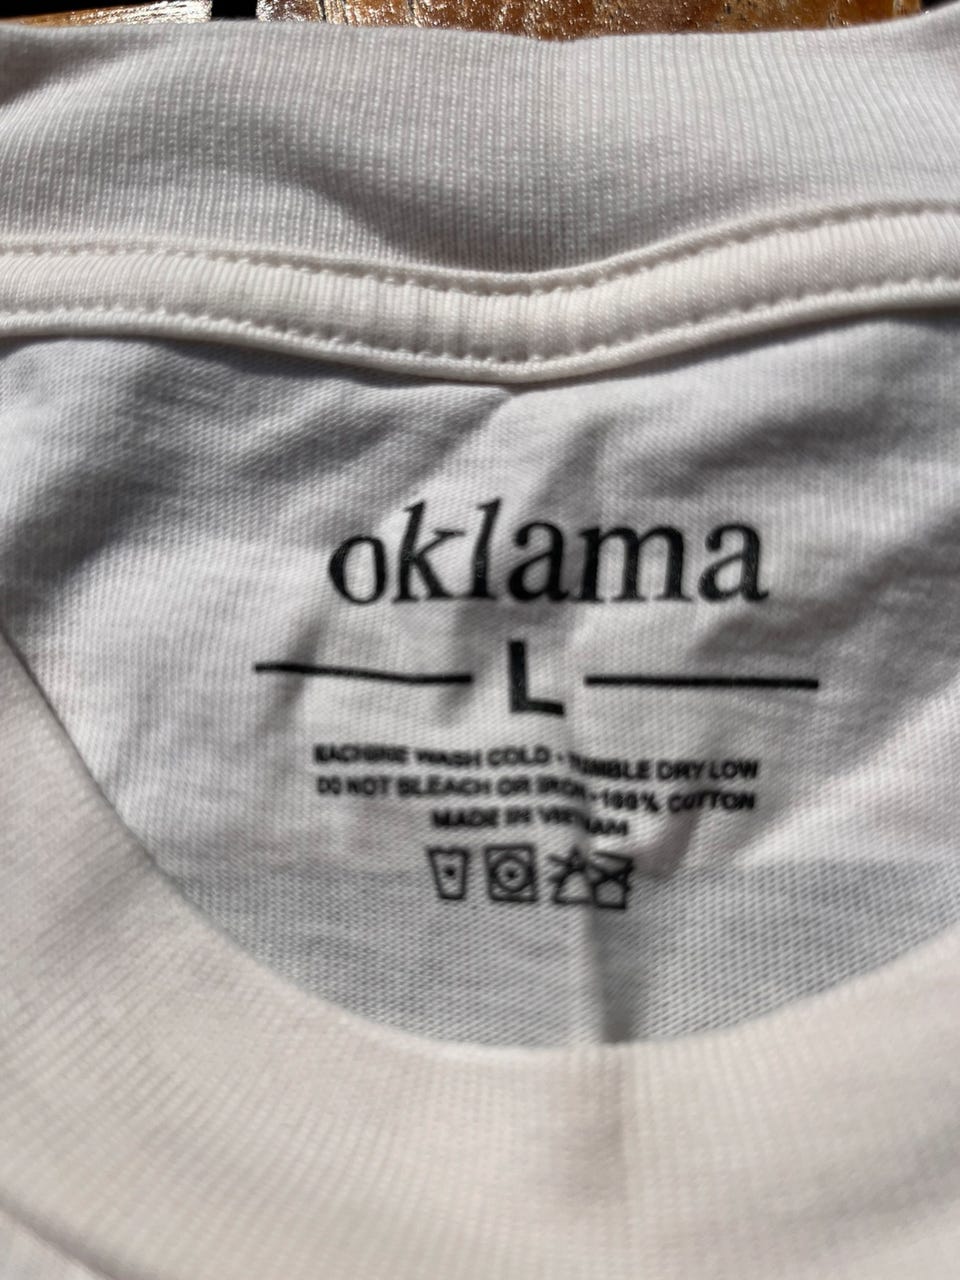 oklama
L
MACHINE WASH COLD • TUMBLE DRY LOW
DO NOT BLEACH OR IRON • 100% COTTON
MADE IN VIETNAM